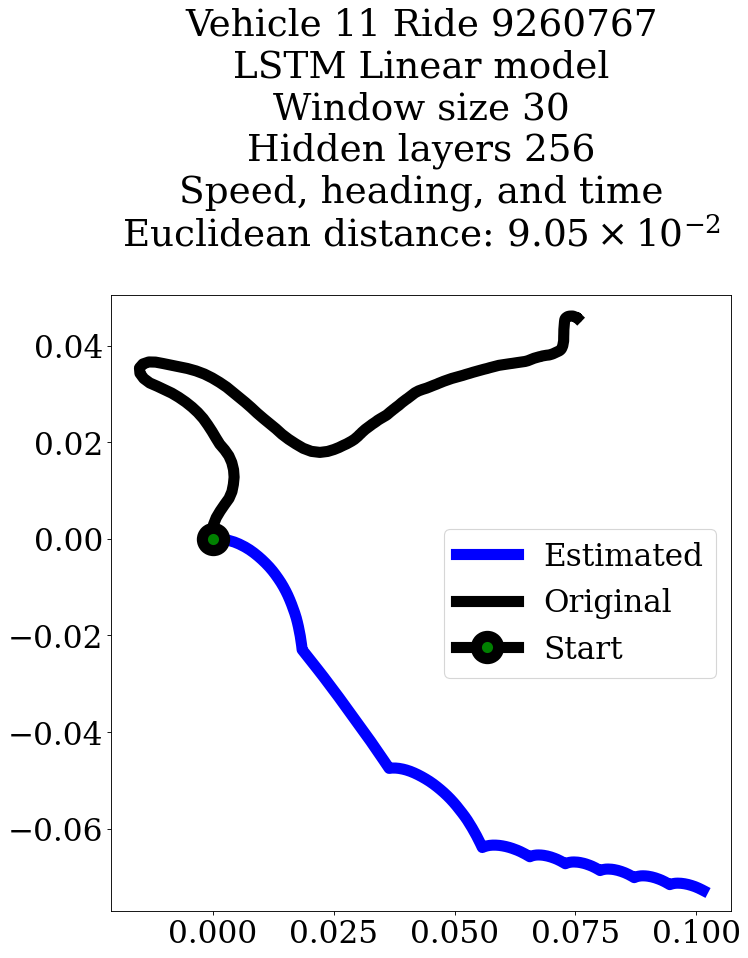 Vehicle 11 Ride 9260767
LSTM Linear model
Window size 30
Hidden layers 256
Speed, heading, and time
Euclidean distance: 9.05 × 10⁻²
0.04
0.02
0.00
−0.02
−0.04
−0.06
Estimated
Original
Start
0.000 0.025 0.050 0.075 0.100